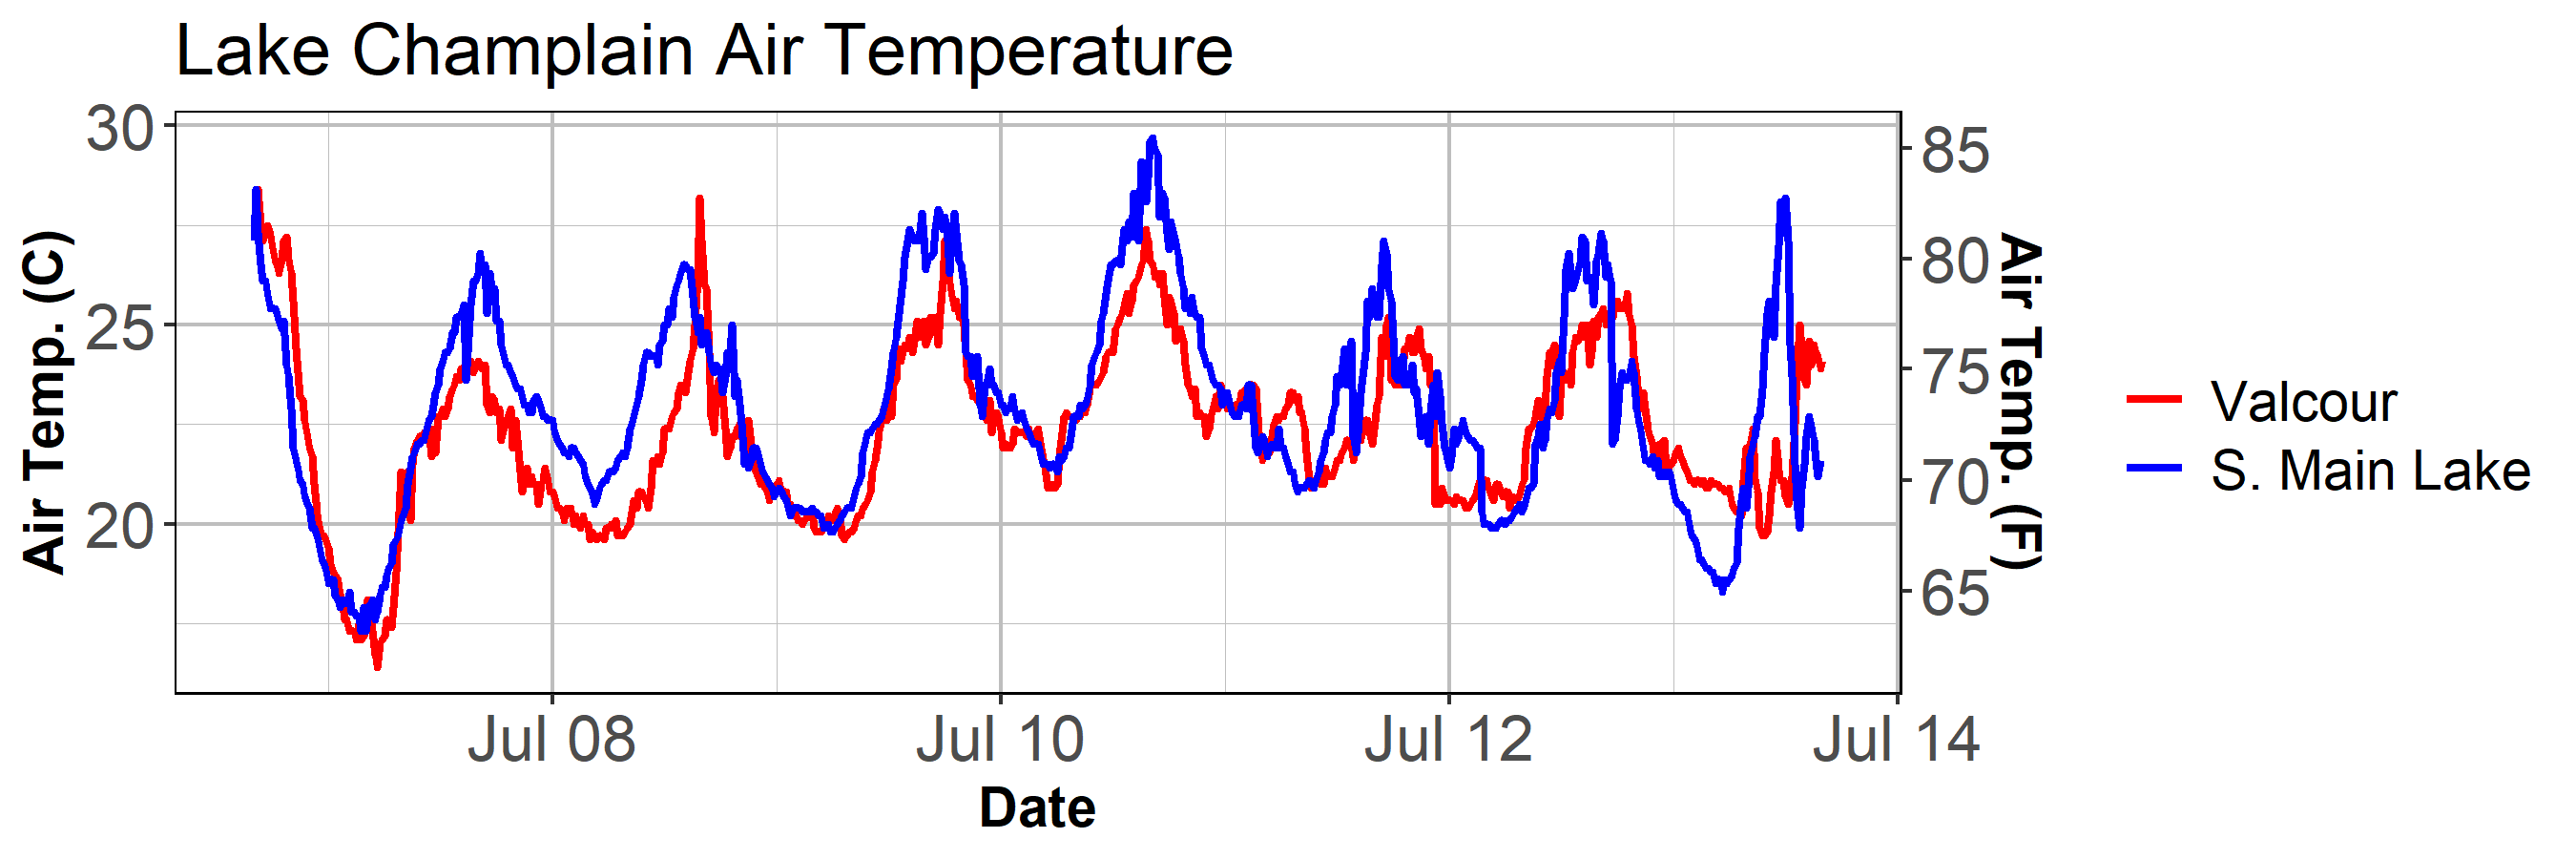 Lake Champlain Air Temperature
Air Temp. (C)
30
25
20
85
80
75
70
65
Air Temp. (F)
Jul 08
Jul 10
Jul 12
Jul 14
Date
Valcour
S. Main Lake